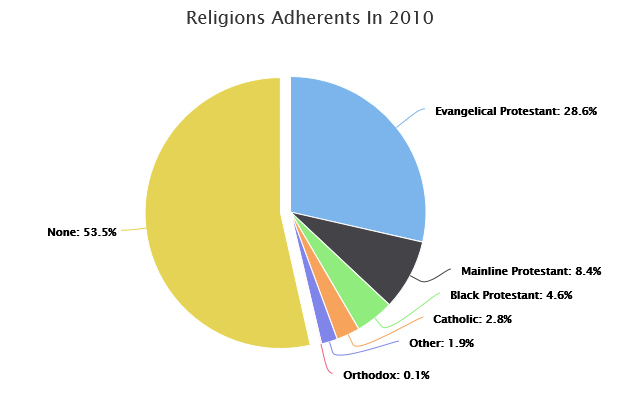 Religions Adherents In 2010
Evangelical Protestant: 28.6%
None: 53.5%
Mainline Protestant: 8.4%
Black Protestant: 4.6%
Catholic: 2.8%
Other: 1.9%
Orthodox: 0.1%